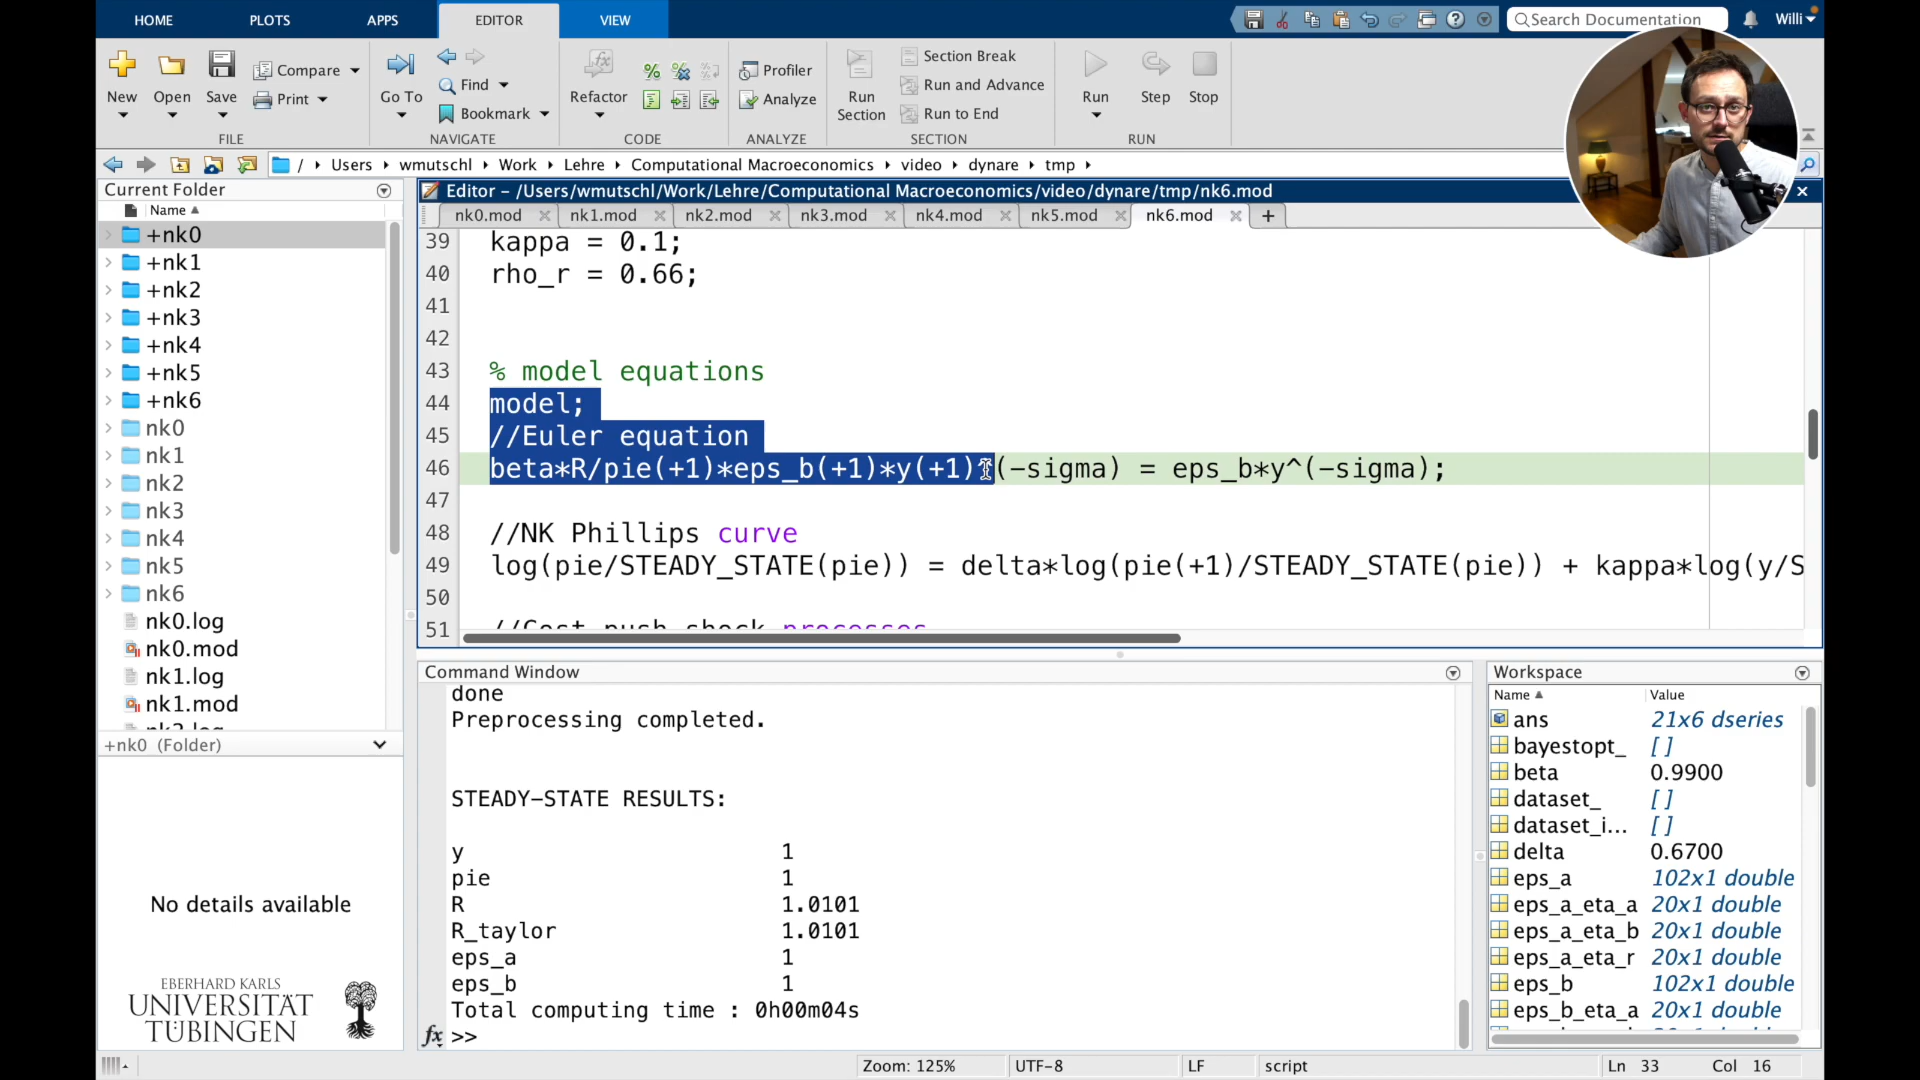 HOME
PLOTS
APPS
EDITOR
VIEW
Search Documentation
Willi
New
Open
Save
Compare
Print
FILE
Go To
Find
Bookmark
NAVIGATE
Refactor
CODE
Profiler
Analyze
ANALYZE
Run Section
Section Break
Run and Advance
Run to End
SECTION
Run
Step
Stop
RUN
/ Users wmutschl Work Lehre Computational Macroeconomics video dynare tmp
Current Folder
Name
+nk0
+nk1
+nk2
+nk3
+nk4
+nk5
+nk6
nk0
nk1
nk2
nk3
nk4
nk5
nk6
nk0.log
nk0.mod
nk1.log
nk1.mod
nk2.log
+nk0 (Folder)
No details available
EBERHARD KARLS
UNIVERSITÄT
TÜBINGEN
Editor - /Users/wmutschl/Work/Lehre/Computational Macroeconomics/video/dynare/tmp/nk6.mod
nk0.mod
nk1.mod
nk2.mod
nk3.mod
nk4.mod
nk5.mod
nk6.mod
39 kappa = 0.1;
40 rho_r = 0.66;
41
42
43 % model equations
44 model;
45 //Euler equation
46 beta*R/pie(+1)*eps_b(+1)*y(+1)^(-sigma) = eps_b*y^(-sigma);
47
48 //NK Phillips curve
49 log(pie/STEADY_STATE(pie)) = delta*log(pie(+1)/STEADY_STATE(pie)) + kappa*log(y/S
50
51 //Cost push shock processes
Command Window
done
Preprocessing completed.
STEADY-STATE RESULTS:
y 1
pie 1
R 1.0101
R_taylor 1.0101
eps_a 1
eps_b 1
Total computing time : 0h00m04s
fx >>
Workspace
Name Value
ans 21x6 dseries
bayestopt_ []
beta 0.9900
dataset_ []
dataset_i... []
delta 0.6700
eps_a 102x1 double
eps_a_eta_a 20x1 double
eps_a_eta_b 20x1 double
eps_a_eta_r 20x1 double
eps_b 102x1 double
eps_b_eta_a 20x1 double
Zoom: 125%
UTF-8
LF
script
Ln 33 Col 16